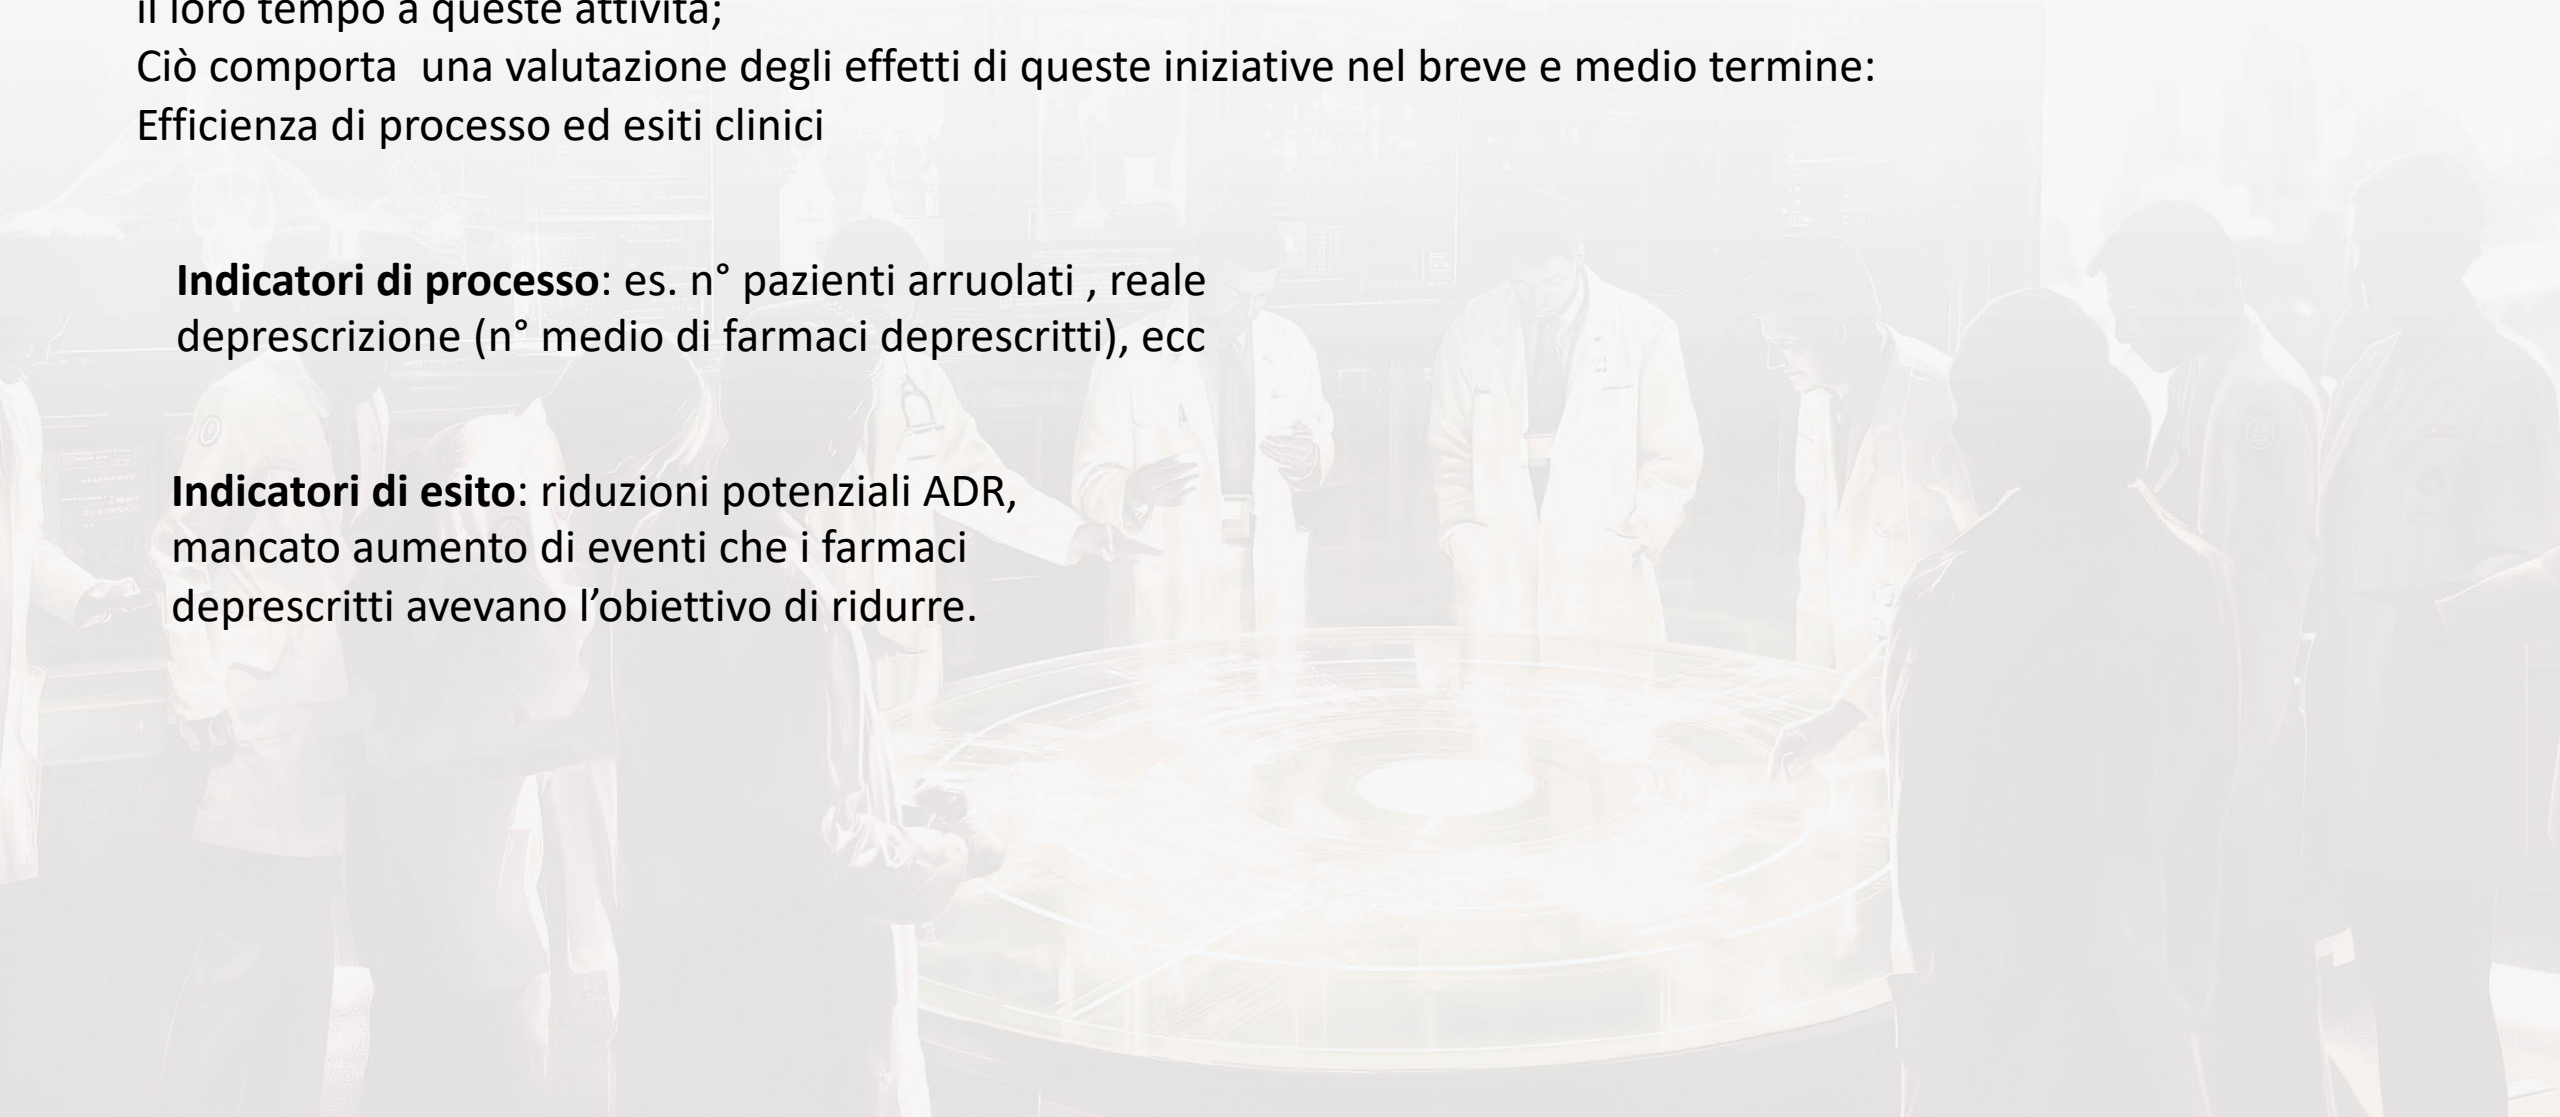 il loro tempo a queste attività;
Ciò comporta  una valutazione degli effetti di queste iniziative nel breve e medio termine:
Efficienza di processo ed esiti clinici
Indicatori di processo: es. n° pazienti arruolati , reale
deprescrizione (n° medio di farmaci deprescritti), ecc
Indicatori di esito: riduzioni potenziali ADR,
mancato aumento di eventi che i farmaci
deprescritti avevano l’obiettivo di ridurre.